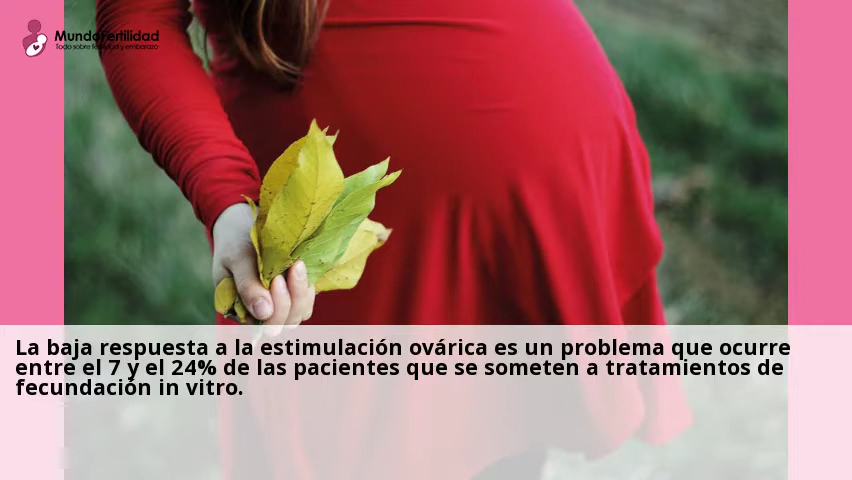 MundoFertilidad
Todo sobre fertilidad y embarazo
La baja respuesta a la estimulación ovárica es un problema que ocurre
entre el 7 y el 24% de las pacientes que se someten a tratamientos de
fecundación in vitro.